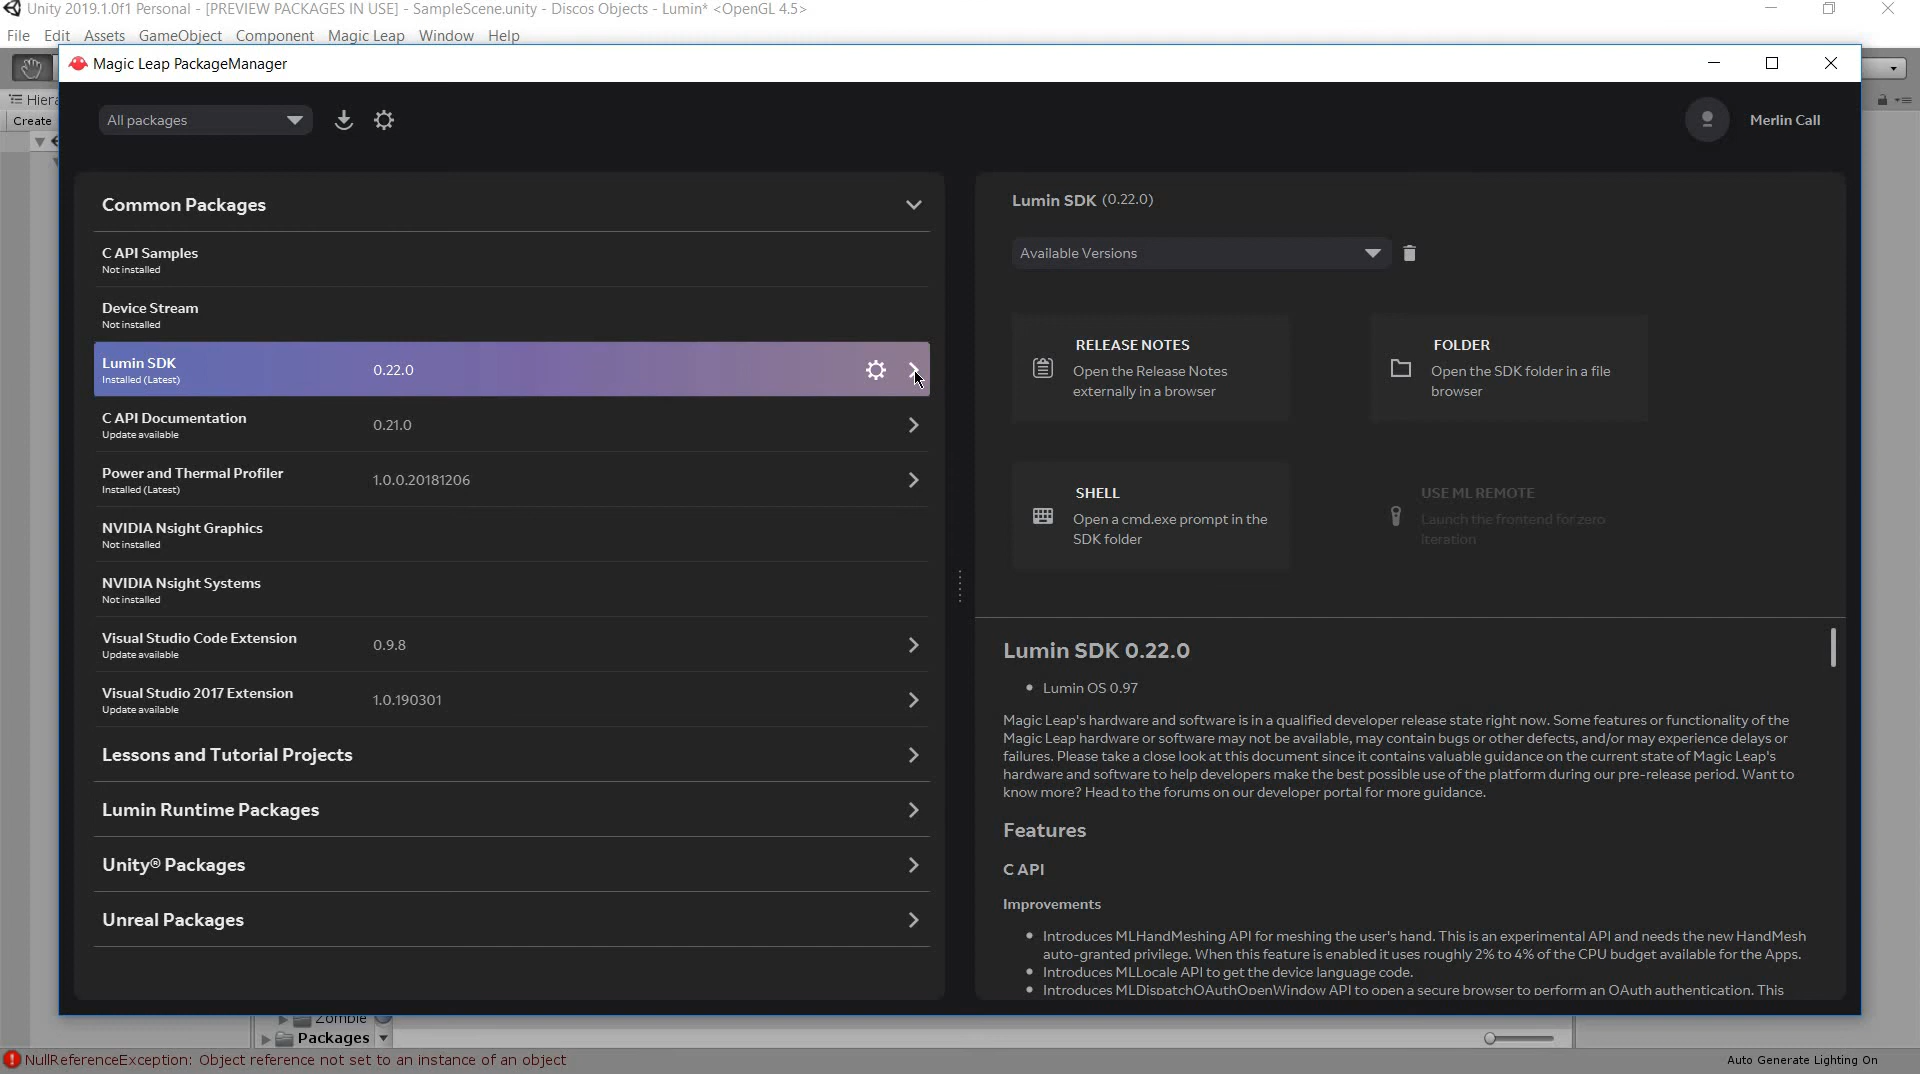 Unity 2019.1.0f1 Personal - [PREVIEW PACKAGES IN USE] - SampleScene.unity - Discos Objects - Lumin* <OpenGL 4.5>
File Edit Assets GameObject Component Magic Leap Window Help
Magic Leap PackageManager
Hiera
Create
All packages
Merlin Call
Common Packages
C API Samples
Not installed
Device Stream
Not installed
Lumin SDK
Installed (Latest)
0.22.0
C API Documentation
Update available
0.21.0
Power and Thermal Profiler
Installed (Latest)
1.0.0.20181206
NVIDIA Nsight Graphics
Not installed
NVIDIA Nsight Systems
Not installed
Visual Studio Code Extension
Update available
0.9.8
Visual Studio 2017 Extension
Update available
1.0.190301
Lessons and Tutorial Projects
Lumin Runtime Packages
Unity® Packages
Unreal Packages
Lumin SDK (0.22.0)
Available Versions
RELEASE NOTES
Open the Release Notes
externally in a browser
FOLDER
Open the SDK folder in a file
browser
SHELL
Open a cmd.exe prompt in the
SDK folder
USE ML REMOTE
Launch the frontend for zero
iteration
Lumin SDK 0.22.0
• Lumin OS 0.97
Magic Leap's hardware and software is in a qualified developer release state right now. Some features or functionality of the
Magic Leap hardware or software may not be available, may contain bugs or other defects, and/or may experience delays or
failures. Please take a close look at this document since it contains valuable guidance on the current state of Magic Leap's
hardware and software to help developers make the best possible use of the platform during our pre-release period. Want to
know more? Head to the forums on our developer portal for more guidance.
Features
C API
Improvements
• Introduces MLHandMeshing API for meshing the user's hand. This is an experimental API and needs the new HandMesh
auto-granted privilege. When this feature is enabled it uses roughly 2% to 4% of the CPU budget available for the Apps.
• Introduces MLLocale API to get the device language code.
• Introduces MLDispatchOAuthOpenWindow API to open a secure browser to perform an OAuth authentication. This
Zombie
Packages
NullReferenceException: Object reference not set to an instance of an object
Auto Generate Lighting On